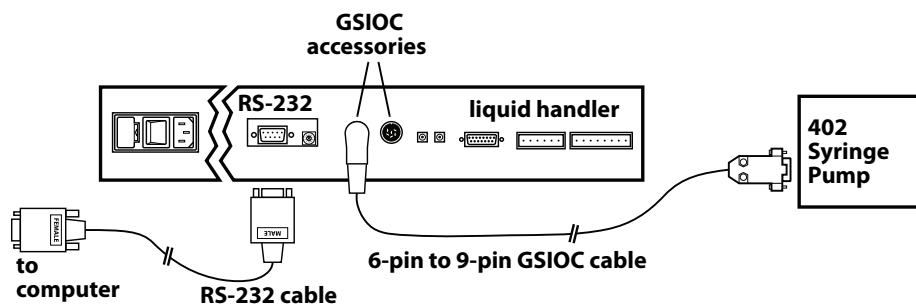 GSIOC
accessories
RS-232
liquid handler
402
Syringe
Pump
FEMALE
MALE
to
computer
RS-232 cable
6-pin to 9-pin GSIOC cable